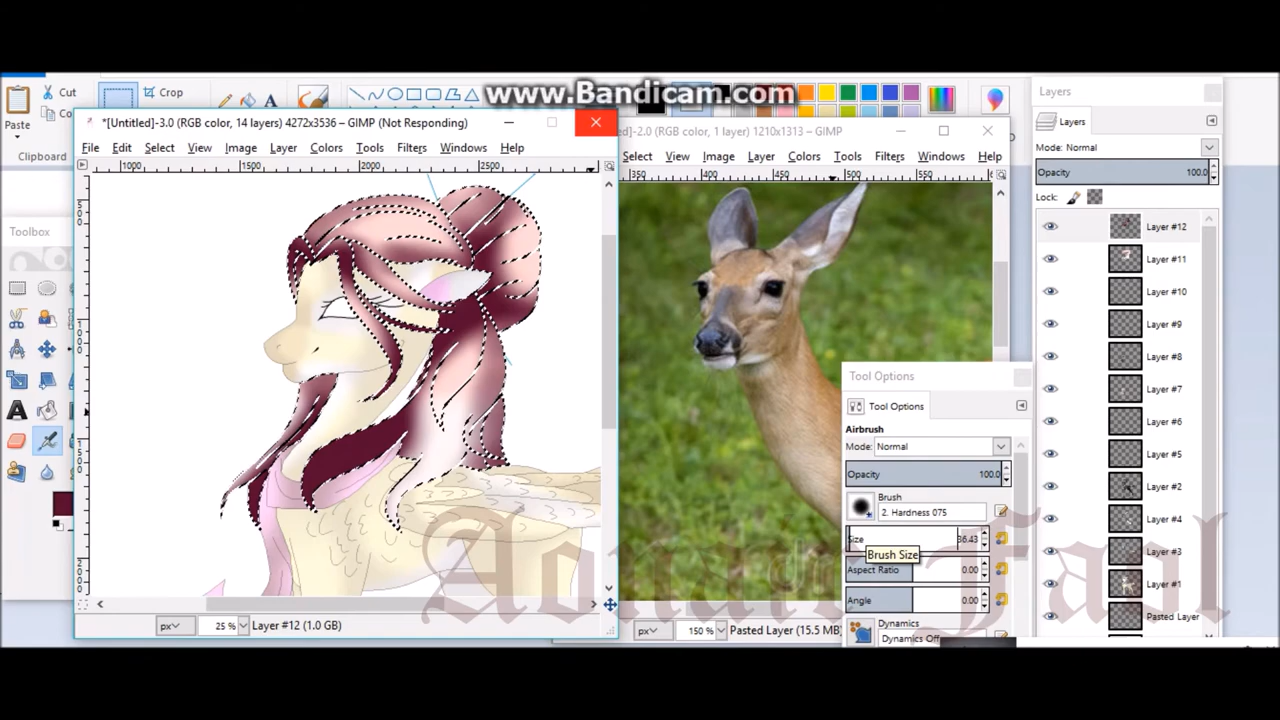 www.Bandicam.com
Cut
Crop
Paste
Clipboard
*[Untitled]-3.0 (RGB color, 14 layers) 4272x3536 – GIMP (Not Responding)
File Edit Select View Image Layer Colors Tools Filters Windows Help
1000 1500 2000 2500
]-2.0 (RGB color, 1 layer) 1210x1313 – GIMP
Select View Image Layer Colors Tools Filters Windows Help
350 400 450 500 550 600
Toolbox
Layers
Layers
Mode: Normal
Opacity 100.0
Lock:
Layer #12
Layer #11
Layer #10
Layer #9
Layer #8
Layer #7
Layer #6
Layer #5
Layer #2
Layer #4
Layer #3
Layer #1
Pasted Layer
Tool Options
Tool Options
Airbrush
Mode: Normal
Opacity 100.0
Brush
2. Hardness 075
Size 36.43
Brush Size
Aspect Ratio 0.00
Angle 0.00
Dynamics
Dynamics Off
px 25 % Layer #12 (1.0 GB)
px 150 % Pasted Layer (15.5 MB)